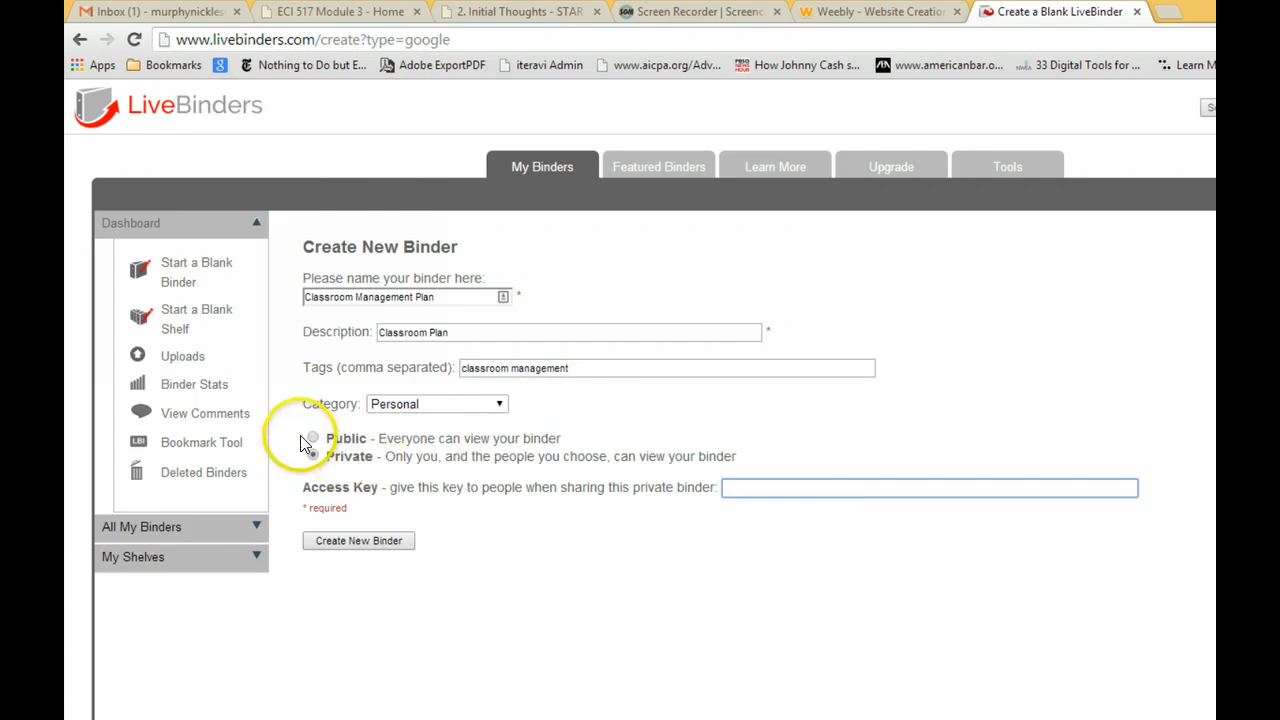 Inbox (1) - murphynickles
ECI 517 Module 3 - Home
2. Initial Thoughts - STAR
Screen Recorder | Screenc
Weebly - Website Creation
Create a Blank LiveBinder
www.livebinders.com/create?type=google
Apps
Bookmarks
Nothing to Do but E...
Adobe ExportPDF
iteravi Admin
www.aicpa.org/Adv...
How Johnny Cash s...
www.americanbar.o...
33 Digital Tools for ...
Learn M
LiveBinders
My Binders
Featured Binders
Learn More
Upgrade
Tools
Dashboard
Start a Blank
Binder
Start a Blank
Shelf
Uploads
Binder Stats
View Comments
LBI Bookmark Tool
Deleted Binders
All My Binders
My Shelves
Create New Binder
Please name your binder here:
Classroom Management Plan *
Description: Classroom Plan *
Tags (comma separated): classroom management
Category: Personal
Public - Everyone can view your binder
Private - Only you, and the people you choose, can view your binder
Access Key - give this key to people when sharing this private binder:
* required
Create New Binder